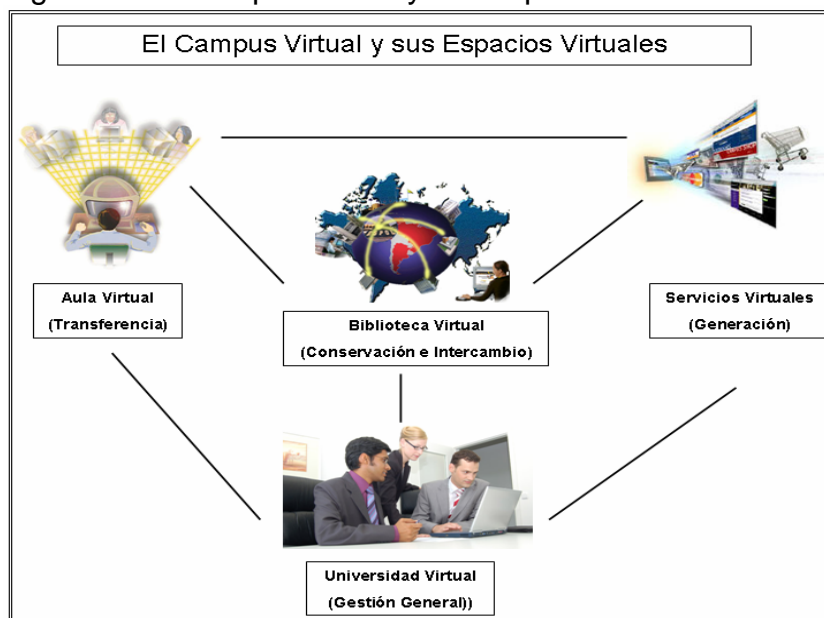 El Campus Virtual y sus Espacios Virtuales
Aula Virtual
(Transferencia)
Biblioteca Virtual
(Conservación e Intercambio)
Servicios Virtuales
(Generación)
Universidad Virtual
(Gestión General))